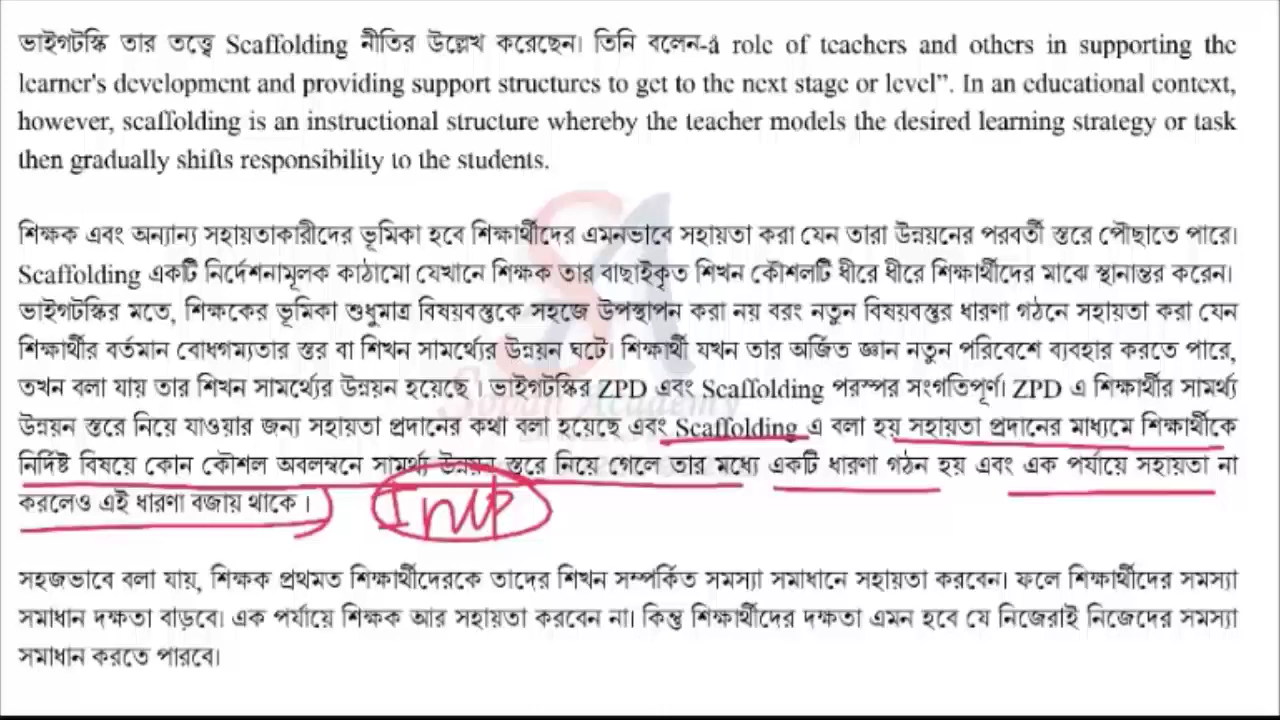 ভাইগটস্কি তার তত্ত্বে Scaffolding নীতির উল্লেখ করেছেন। তিনি বলেন-å role of teachers and others in supporting the
learner's development and providing support structures to get to the next stage or level”. In an educational context,
however, scaffolding is an instructional structure whereby the teacher models the desired learning strategy or task
then gradually shifts responsibility to the students.
শিক্ষক এবং অন্যান্য সহায়তাকারীদের ভূমিকা হবে শিক্ষার্থীদের এমনভাবে সহায়তা করা যেন তারা উন্নয়নের পরবর্তী স্তরে পৌছাতে পারে।
Scaffolding একটি নির্দেশনামূলক কাঠামো যেখানে শিক্ষক তার বাছাইকৃত শিখন কৌশলটি ধীরে ধীরে শিক্ষার্থীদের মাঝে স্থানান্তর করেন।
ভাইগটস্কির মতে, শিক্ষকের ভূমিকা শুধুমাত্র বিষয়বস্তুকে সহজে উপস্থাপন করা নয় বরং নতুন বিষয়বস্তুর ধারণা গঠনে সহায়তা করা যেন
শিক্ষার্থীর বর্তমান বোধগম্যতার স্তর বা শিখন সামর্থ্যের উন্নয়ন ঘটে। শিক্ষার্থী যখন তার অর্জিত জ্ঞান নতুন পরিবেশে ব্যবহার করতে পারে,
তখন বলা যায় তার শিখন সামর্থ্যের উন্নয়ন হয়েছে । ভাইগটস্কির ZPD এবং Scaffolding পরস্পর সংগতিপূর্ণ। ZPD এ শিক্ষার্থীর সামর্থ্য
উন্নয়ন স্তরে নিয়ে যাওয়ার জন্য সহায়তা প্রদানের কথা বলা হয়েছে এবং Scaffolding এ বলা হয় সহায়তা প্রদানের মাধ্যমে শিক্ষার্থীকে
নির্দিষ্ট বিষয়ে কোন কৌশল অবলম্বনে সামর্থ্য উন্নয়ন স্তরে নিয়ে গেলে তার মধ্যে একটি ধারণা গঠন হয় এবং এক পর্যায়ে সহায়তা না
করলেও এই ধারণা বজায় থাকে ।
Imp
সহজভাবে বলা যায়, শিক্ষক প্রথমত শিক্ষার্থীদেরকে তাদের শিখন সম্পর্কিত সমস্যা সমাধানে সহায়তা করবেন। ফলে শিক্ষার্থীদের সমস্যা
সমাধান দক্ষতা বাড়বে। এক পর্যায়ে শিক্ষক আর সহায়তা করবেন না। কিন্তু শিক্ষার্থীদের দক্ষতা এমন হবে যে নিজেরাই নিজেদের সমস্যা
সমাধান করতে পারবে।